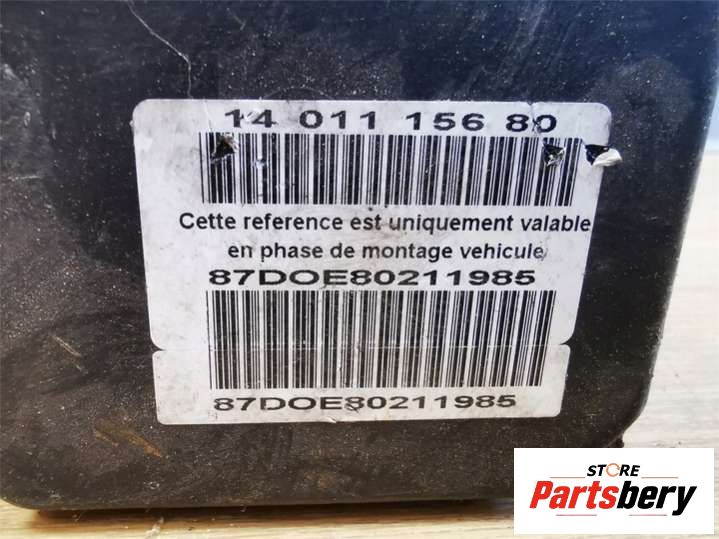 14 011 156 80
Cette reference est uniquement valable
en phase de montage vehicule
87DOE80211985
87DOE80211985
STORE
Partsbery